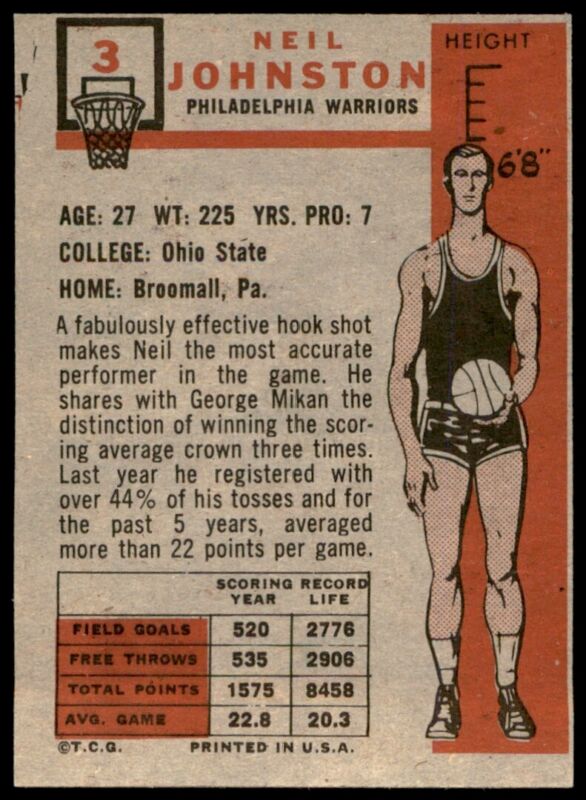 3
NEIL
JOHNSTON
PHILADELPHIA WARRIORS
HEIGHT
6'8"
AGE: 27 WT: 225 YRS. PRO: 7
COLLEGE: Ohio State
HOME: Broomall, Pa.
A fabulously effective hook shot
makes Neil the most accurate
performer in the game. He
shares with George Mikan the
distinction of winning the scor-
ing average crown three times.
Last year he registered with
over 44% of his tosses and for
the past 5 years, averaged
more than 22 points per game.
SCORING RECORD
YEAR LIFE
FIELD GOALS 520 2776
FREE THROWS 535 2906
TOTAL POINTS 1575 8458
AVG. GAME 22.8 20.3
©T.C.G. PRINTED IN U.S.A.